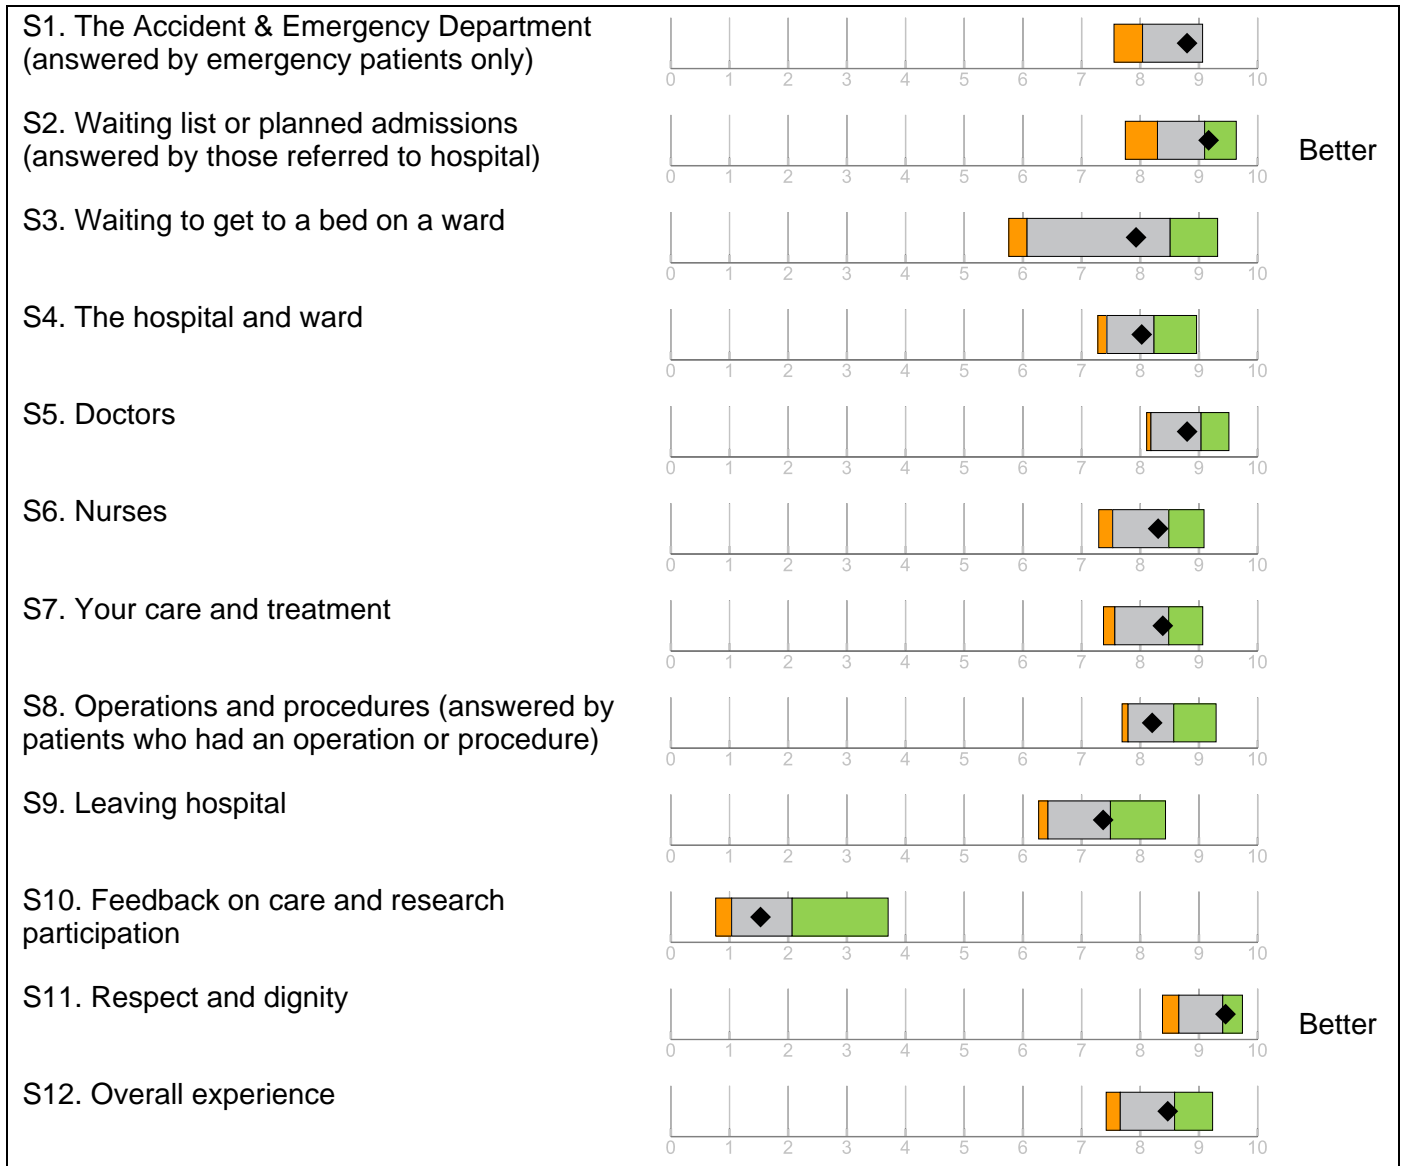 S1. The Accident & Emergency Department
(answered by emergency patients only)
0 1 2 3 4 5 6 7 8 9 10
S2. Waiting list or planned admissions
(answered by those referred to hospital)
Better
0 1 2 3 4 5 6 7 8 9 10
S3. Waiting to get to a bed on a ward
0 1 2 3 4 5 6 7 8 9 10
S4. The hospital and ward
0 1 2 3 4 5 6 7 8 9 10
S5. Doctors
0 1 2 3 4 5 6 7 8 9 10
S6. Nurses
0 1 2 3 4 5 6 7 8 9 10
S7. Your care and treatment
0 1 2 3 4 5 6 7 8 9 10
S8. Operations and procedures (answered by
patients who had an operation or procedure)
0 1 2 3 4 5 6 7 8 9 10
S9. Leaving hospital
0 1 2 3 4 5 6 7 8 9 10
S10. Feedback on care and research
participation
0 1 2 3 4 5 6 7 8 9 10
S11. Respect and dignity
Better
0 1 2 3 4 5 6 7 8 9 10
S12. Overall experience
0 1 2 3 4 5 6 7 8 9 10